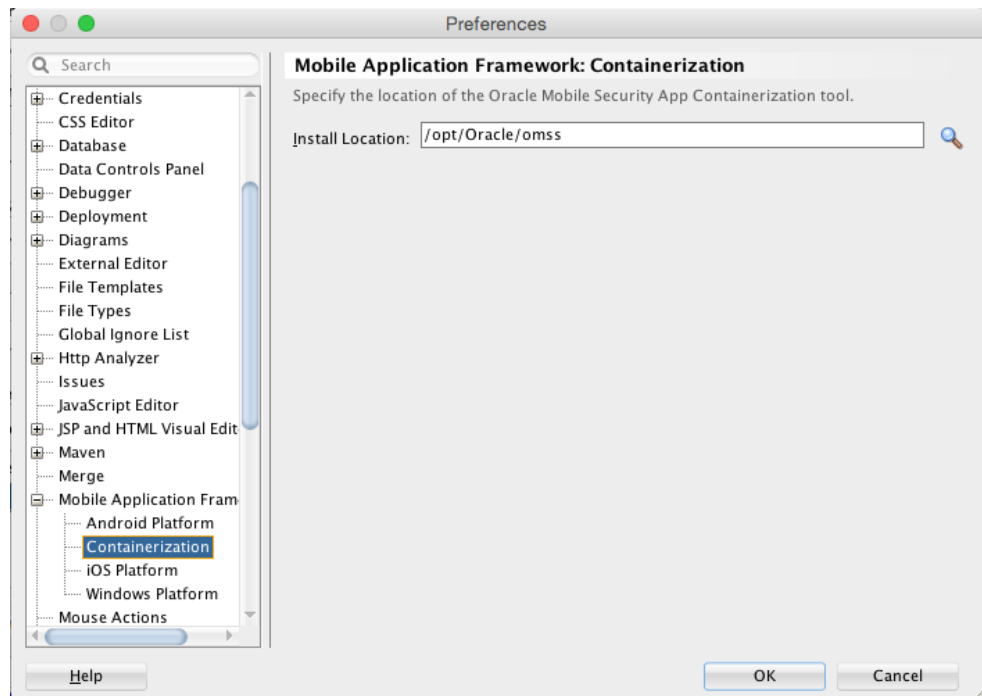 Preferences
Search
Credentials
CSS Editor
Database
Data Controls Panel
Debugger
Deployment
Diagrams
External Editor
File Templates
File Types
Global Ignore List
Http Analyzer
Issues
JavaScript Editor
JSP and HTML Visual Edit
Maven
Merge
Mobile Application Fram
Android Platform
Containerization
iOS Platform
Windows Platform
Mouse Actions
Mobile Application Framework: Containerization
Specify the location of the Oracle Mobile Security App Containerization tool.
Install Location: /opt/Oracle/omss
Help
OK
Cancel